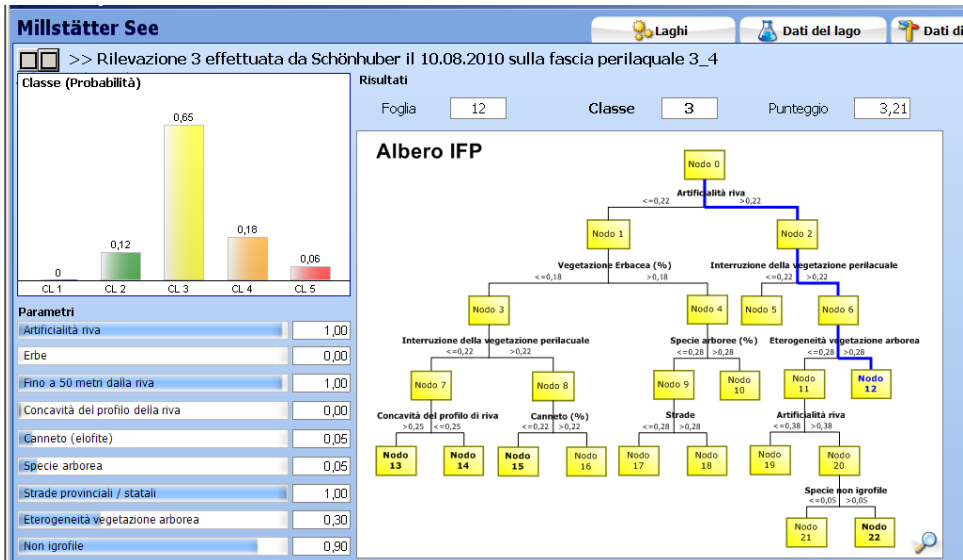 Millstätter See
Laghi
Dati del lago
Dati di
>> Rilevazione 3 effettuata da Schönhuber il 10.08.2010 sulla fascia perilaquale 3_4
Classe (Probabilità)
0,65
0,18
0,12
0,06
0
CL 1 CL 2 CL 3 CL 4 CL 5
Parametri
Artificialità riva 1,00
Erbe 0,00
Fino a 50 metri dalla riva 1,00
Concavità del profilo della riva 0,00
Canneto (elofite) 0,05
Specie arborea 0,05
Strade provinciali / statali 1,00
Eterogeneità vegetazione arborea 0,30
Non igrofile 0,90
Risultati
Foglia 12 Classe 3 Punteggio 3,21
Albero IFP
Nodo 0
Artificialità riva
<=0,22 >0,22
Nodo 1 Nodo 2
Vegetazione Erbacea (%) Interruzione della vegetazione perilacuale
<=0,18 >0,18 <=0,22 >0,22
Nodo 3 Nodo 4 Nodo 5 Nodo 6
Interruzione della vegetazione perilacuale Specie arboree (%) Eterogeneità vegetazione arborea
<=0,22 >0,22 <=0,28 >0,28 <=0,28 >0,28
Nodo 7 Nodo 8 Nodo 9 Nodo 10 Nodo 11 Nodo 12
Concavità del profilo di riva Canneto (%) Strade Artificialità riva
>0,25 <=0,25 <=0,22 >0,22 <=0,28 >0,28 <=0,38 >0,38
Nodo 13 Nodo 14 Nodo 15 Nodo 16 Nodo 17 Nodo 18 Nodo 19 Nodo 20
Specie non igrofile
<=0,05 >0,05
Nodo 21 Nodo 22